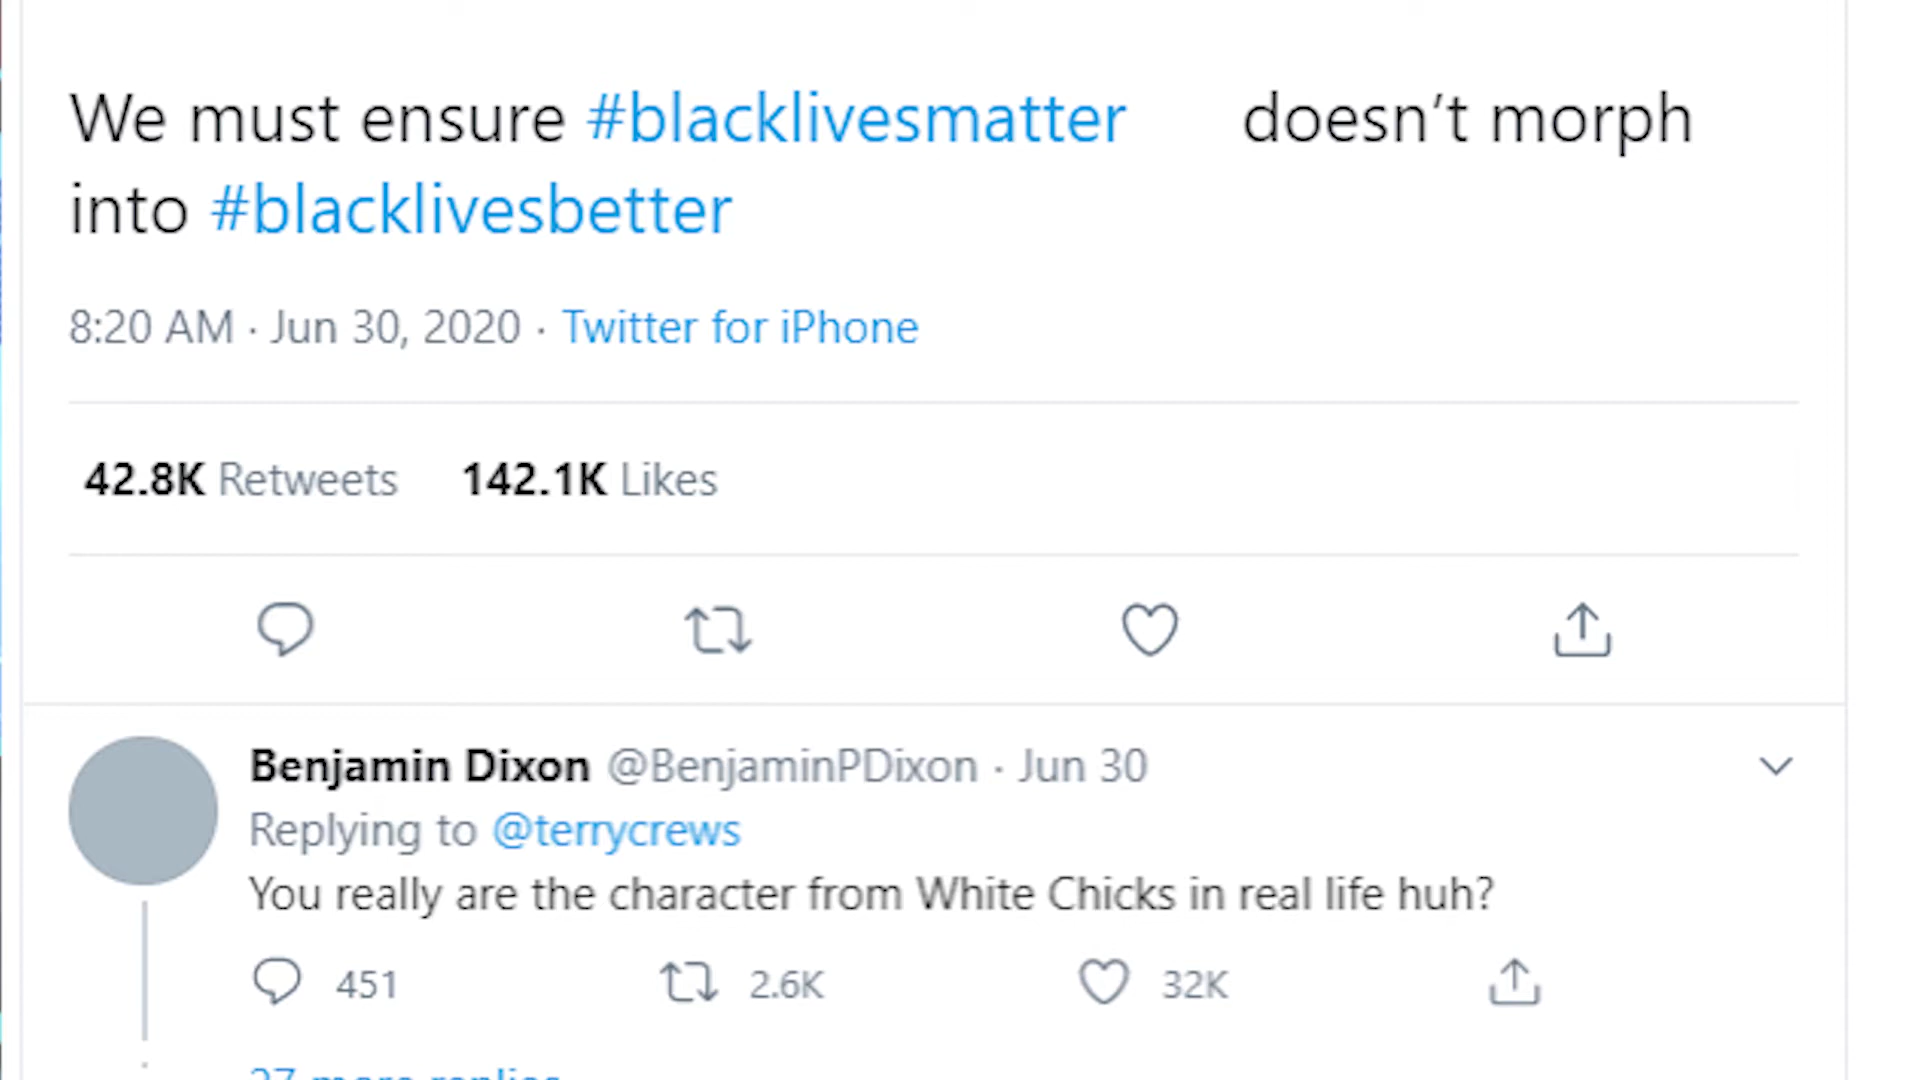 We must ensure #blacklivesmatter doesn’t morph
into #blacklivesbetter
8:20 AM · Jun 30, 2020 · Twitter for iPhone
42.8K Retweets 142.1K Likes
Benjamin Dixon @BenjaminPDixon · Jun 30
Replying to @terrycrews
You really are the character from White Chicks in real life huh?
451 2.6K 32K
more replies